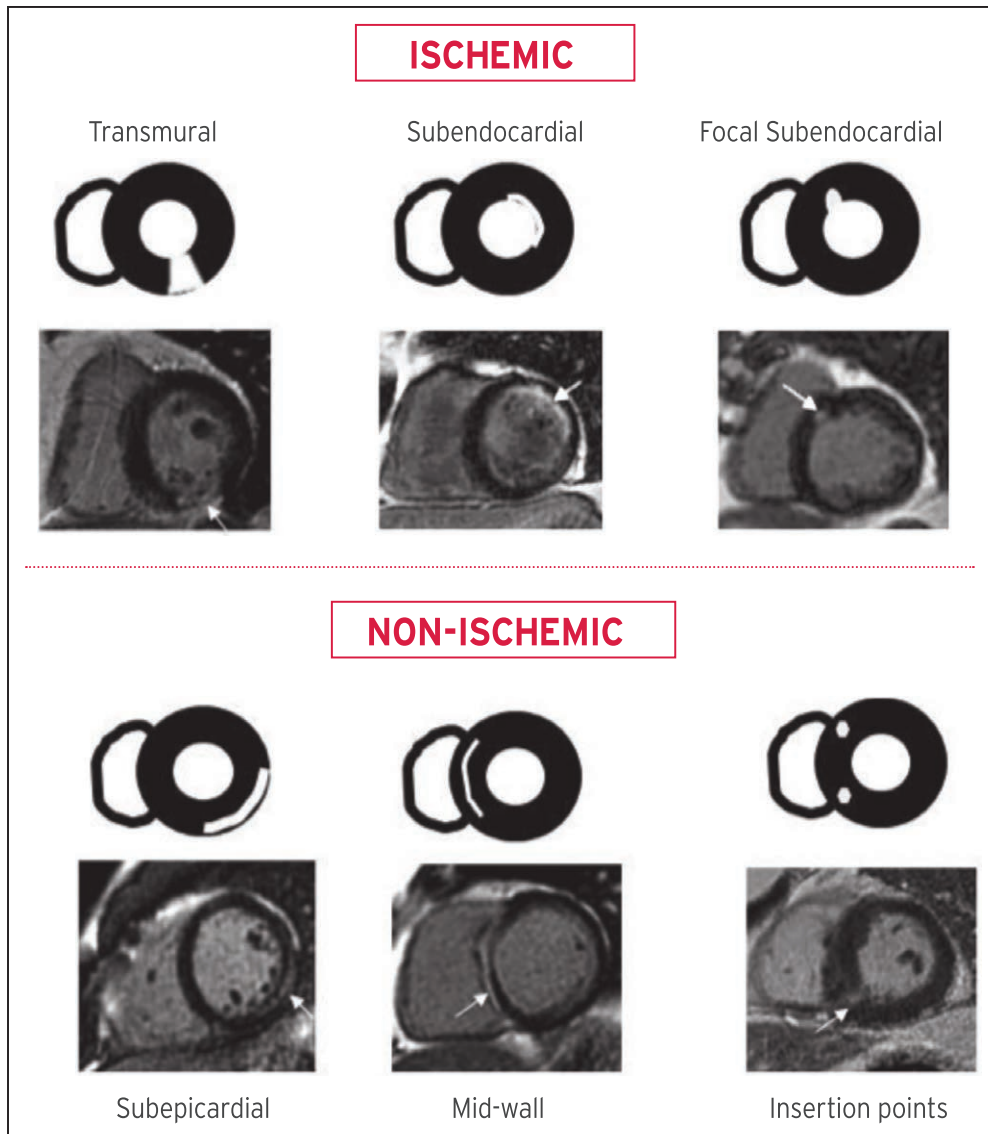 ISCHEMIC
Transmural
Subendocardial
Focal Subendocardial
NON-ISCHEMIC
Subepicardial
Mid-wall
Insertion points